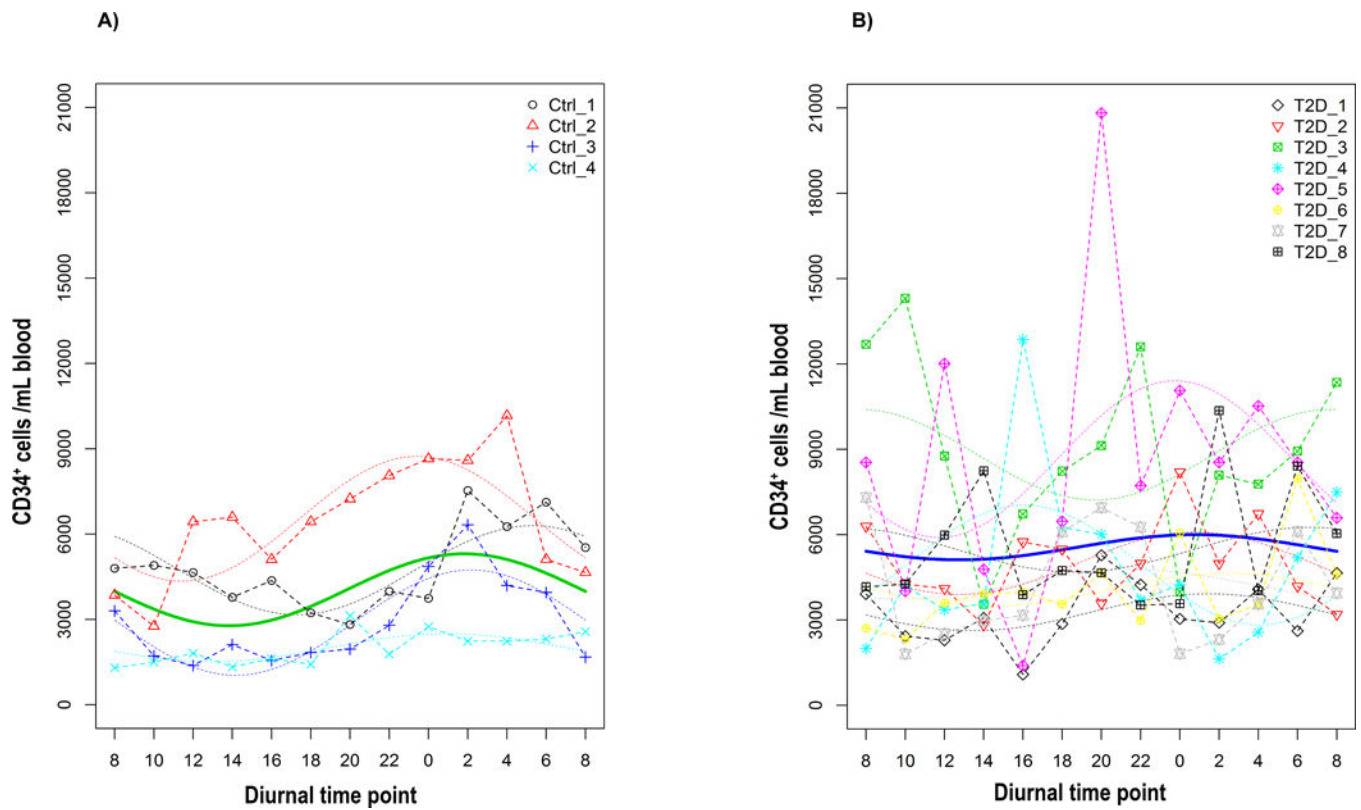 A)
CD34⁺ cells /mL blood
21000
18000
15000
12000
9000
6000
3000
0
Ctrl_1
Ctrl_2
Ctrl_3
Ctrl_4
8 10 12 14 16 18 20 22 0 2 4 6 8
Diurnal time point
B)
CD34⁺ cells /mL blood
21000
18000
15000
12000
9000
6000
3000
0
T2D_1
T2D_2
T2D_3
T2D_4
T2D_5
T2D_6
T2D_7
T2D_8
8 10 12 14 16 18 20 22 0 2 4 6 8
Diurnal time point